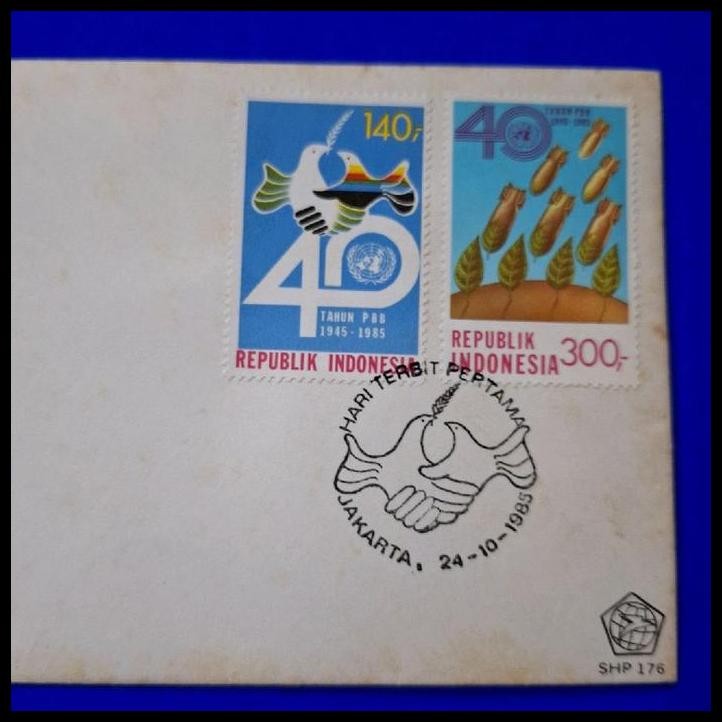 140,-
40
TAHUN PBB
1945-1985
REPUBLIK INDONESIA
40
TAHUN PBB
1945-1985
REPUBLIK
INDONESIA 300,-
HARI TERBIT PERTAMA
JAKARTA, 24-10-1985
SHP 176